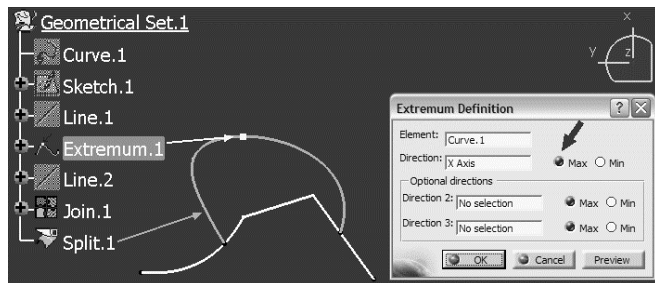 Geometrical Set.1
Curve.1
Sketch.1
Line.1
Extremum.1
Line.2
Join.1
Split.1
x
y
z
Extremum Definition
Element: Curve.1
Direction: X Axis Max Min
Optional directions
Direction 2: No selection Max Min
Direction 3: No selection Max Min
OK Cancel Preview